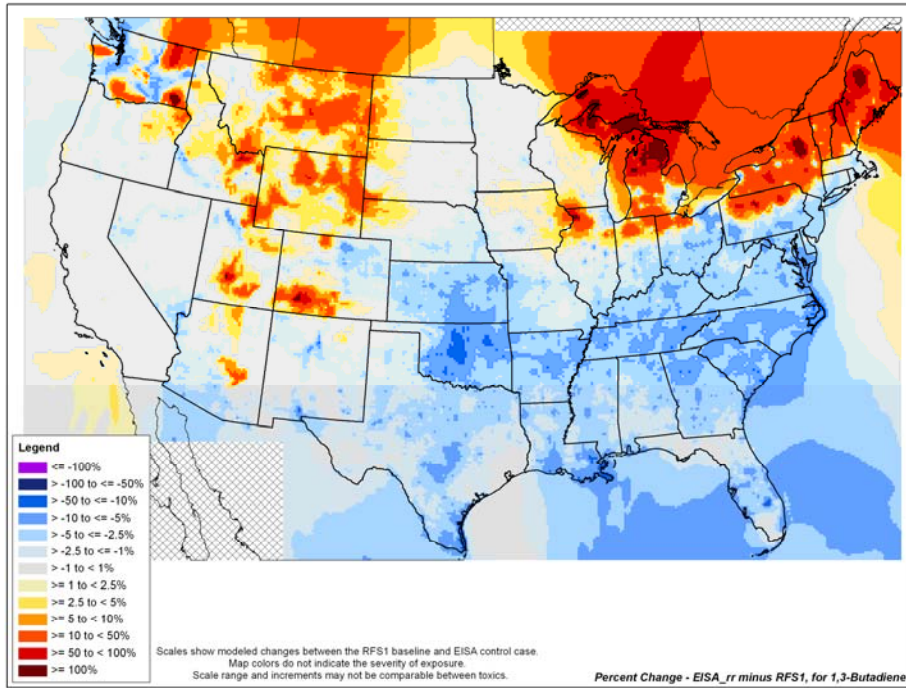 Legend
<= -100%
> -100 to <= -50%
> -50 to <= -10%
> -10 to <= -5%
> -5 to <= -2.5%
> -2.5 to <= -1%
> -1 to < 1%
>= 1 to < 2.5%
>= 2.5 to < 5%
>= 5 to < 10%
>= 10 to < 50%
>= 50 to < 100%
>= 100%
Scales show modeled changes between the RFS1 baseline and EISA control case.
Map colors do not indicate the severity of exposure.
Scale range and increments may not be comparable between toxics.
Percent Change - EISA_rr minus RFS1, for 1,3-Butadiene